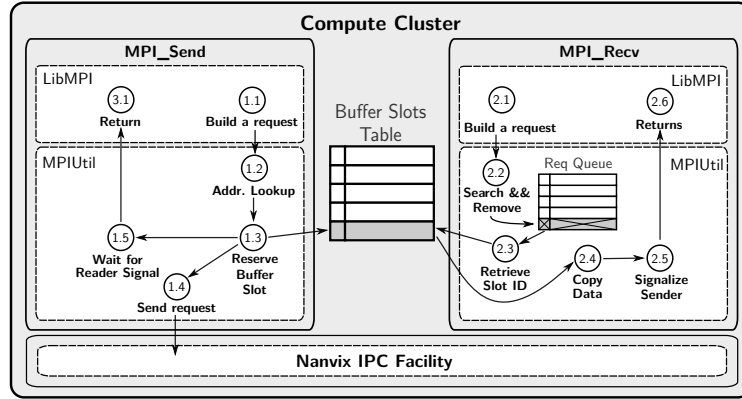 Compute Cluster
MPI_Send
LibMPI
3.1
Return
1.1
Build a request
MPIUtil
1.2
Addr. Lookup
1.5
Wait for
Reader Signal
1.3
Reserve
Buffer
Slot
1.4
Send request
Buffer Slots
Table
MPI_Recv
LibMPI
2.1
Build a request
2.6
Returns
MPIUtil
2.2
Search &&
Remove
Req Queue
2.3
Retrieve
Slot ID
2.4
Copy
Data
2.5
Signalize
Sender
Nanvix IPC Facility